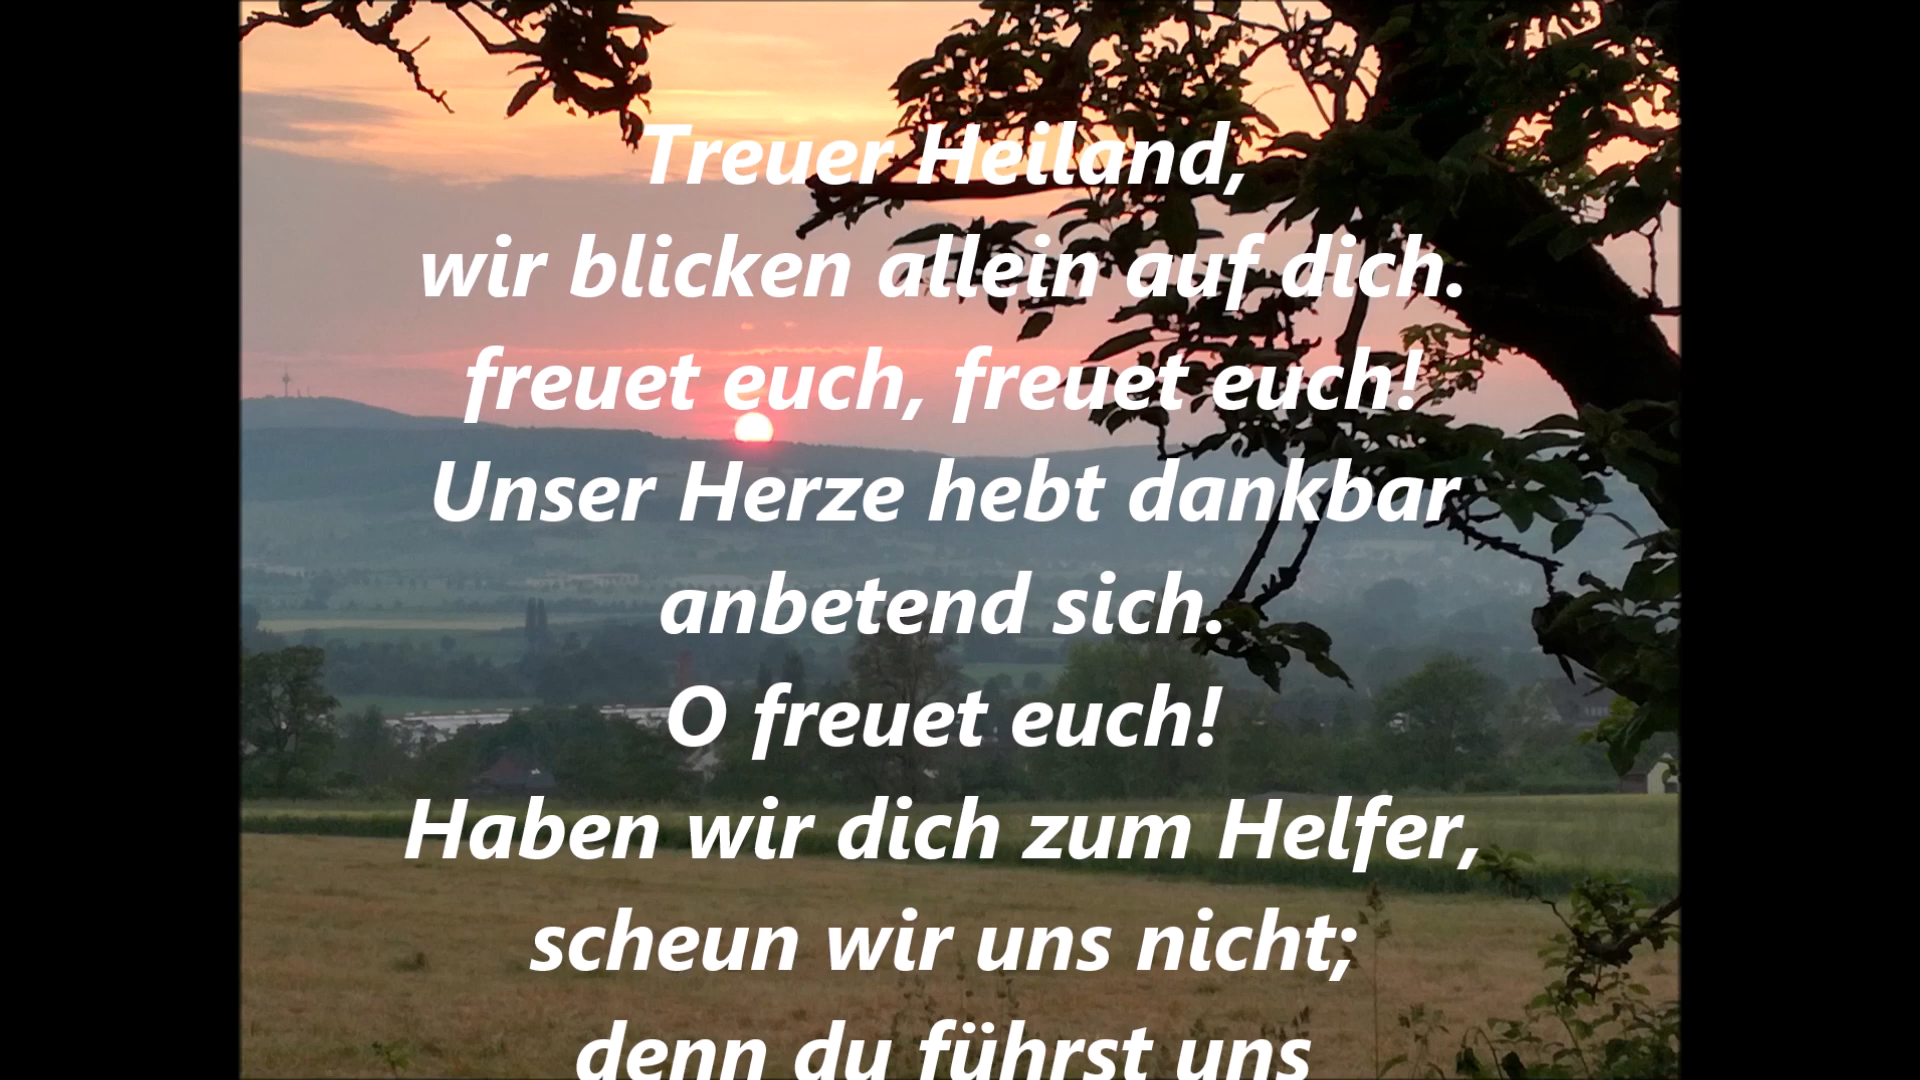 Treuer Heiland,
wir blicken allein auf dich.
freuet euch, freuet euch!
Unser Herze hebt dankbar
anbetend sich.
O freuet euch!
Haben wir dich zum Helfer,
scheun wir uns nicht;
denn du führst uns